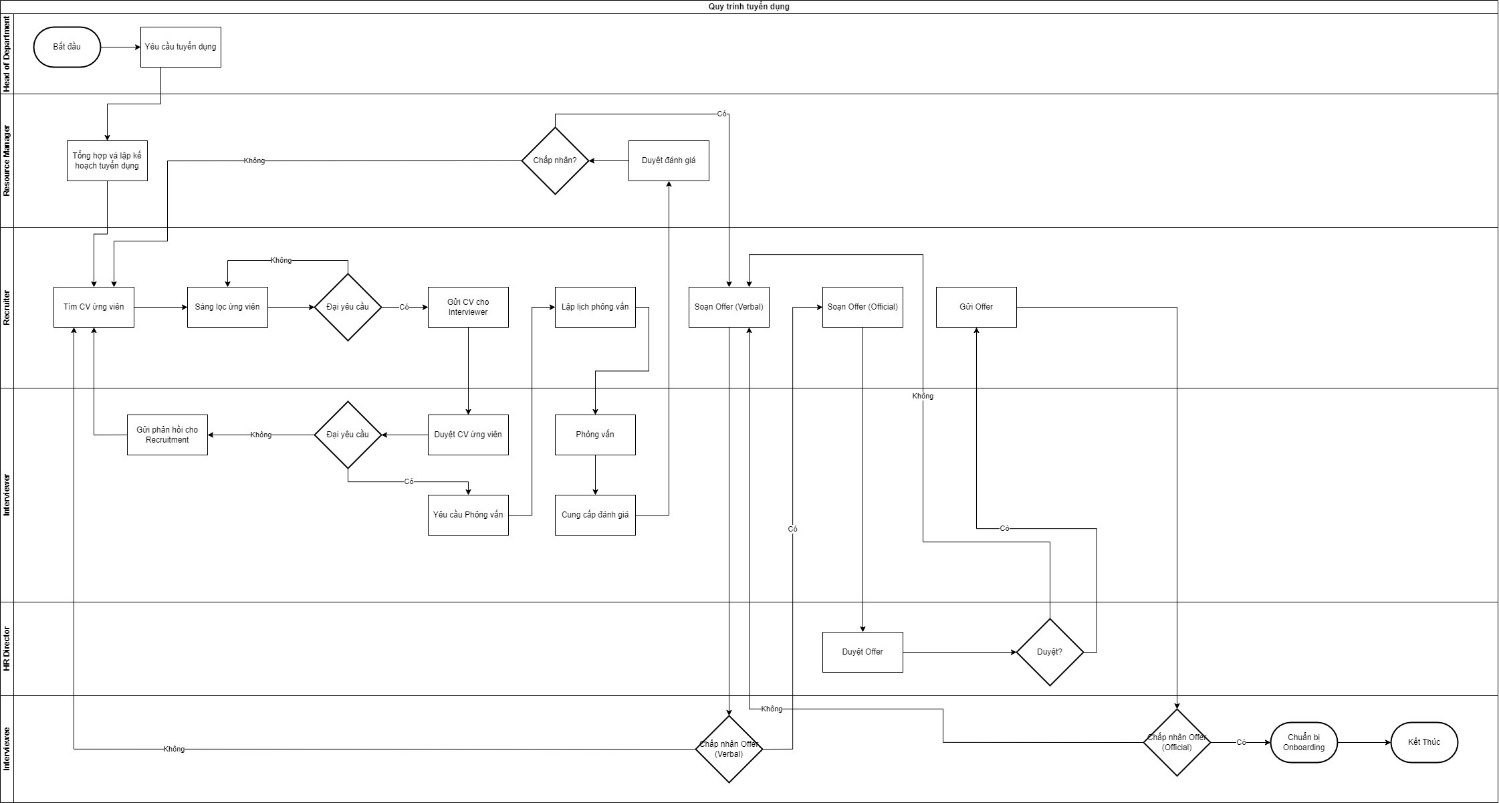 Quy trình tuyển dụng
Head of Department
Bắt đầu
Yêu cầu tuyển dụng
Resource Manager
Tổng hợp và lập kế
hoạch tuyển dụng
Không
Chấp nhận?
Có
Duyệt đánh giá
Recruiter
Tìm CV ứng viên
Sàng lọc ứng viên
Không
Đạt yêu cầu
Có
Gửi CV cho
Interviewer
Lập lịch phỏng vấn
Soạn Offer (Verbal)
Soạn Offer (Official)
Gửi Offer
Interviewer
Gửi phản hồi cho
Recruitment
Không
Đạt yêu cầu
Có
Duyệt CV ứng viên
Yêu cầu Phỏng vấn
Phỏng vấn
Cung cấp đánh giá
Có
Không
Có
HR Director
Duyệt Offer
Duyệt?
Interviewee
Không
Chấp nhận Offer
(Verbal)
Không
Chấp nhận Offer
(Official)
Có
Chuẩn bị
Onboarding
Kết Thúc